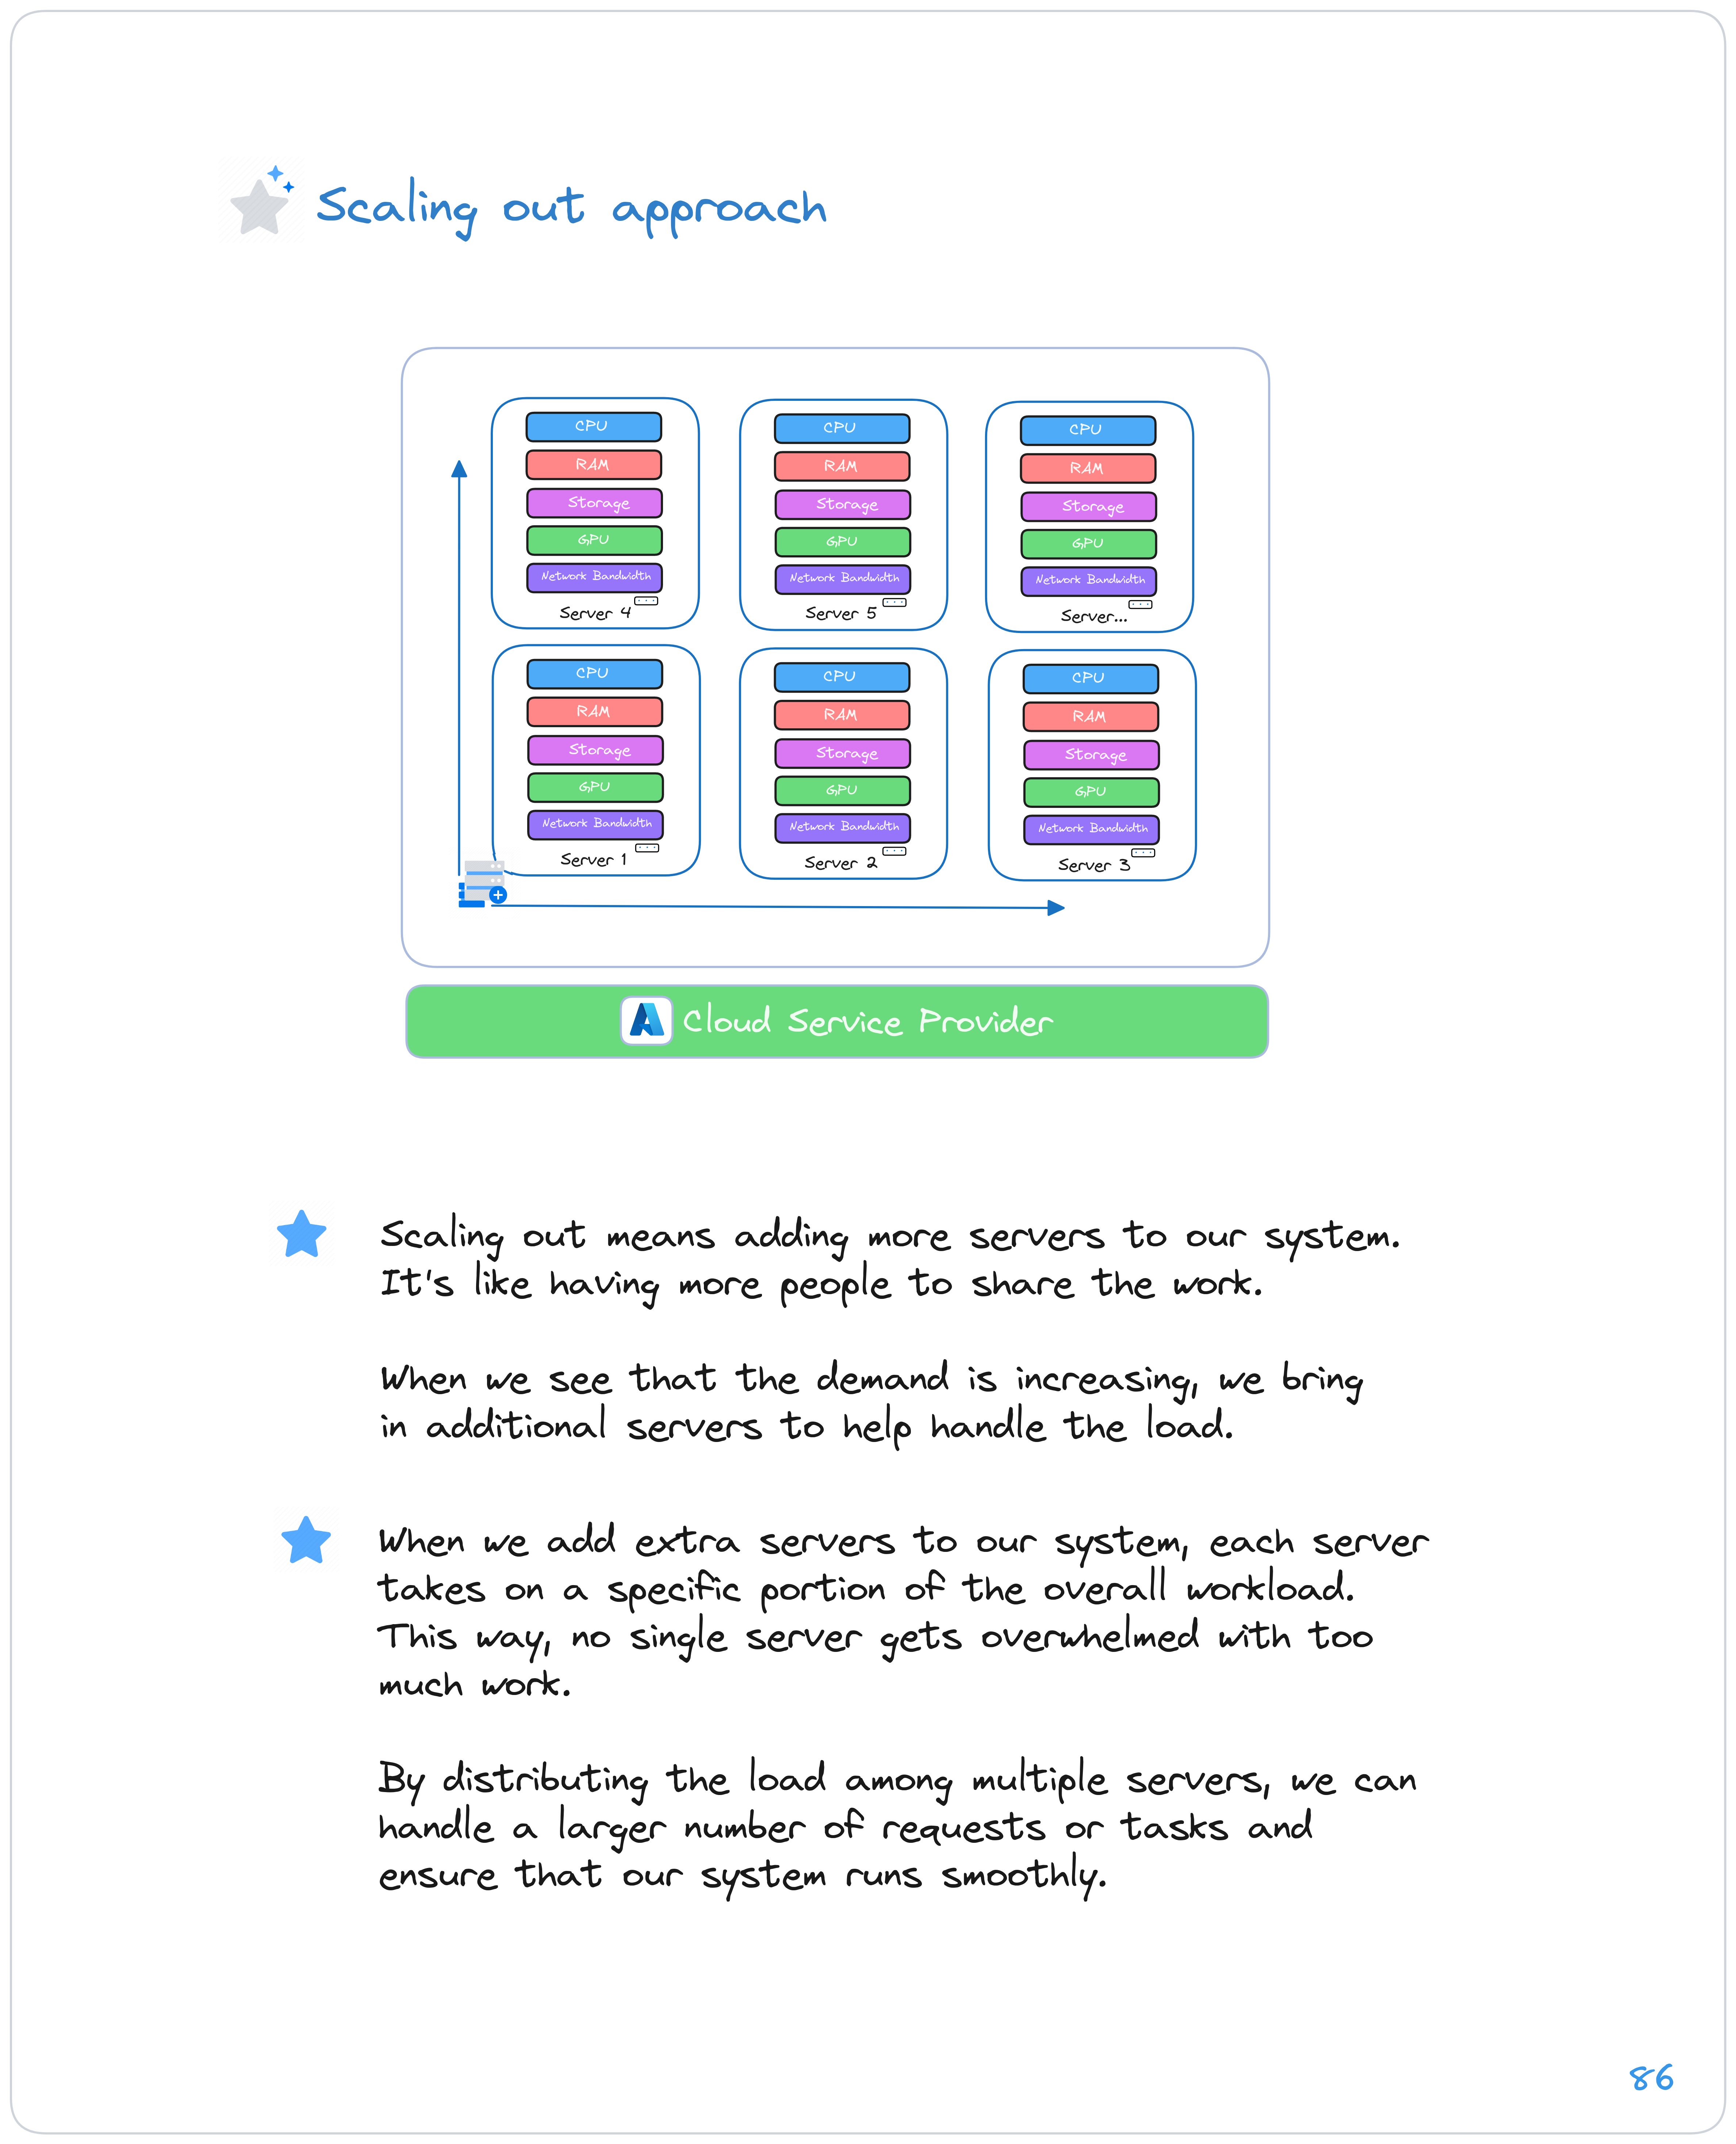 Scaling out approach
CPU
RAM
Storage
GPU
Network Bandwidth
Server 4
CPU
RAM
Storage
GPU
Network Bandwidth
Server 5
CPU
RAM
Storage
GPU
Network Bandwidth
Server...
CPU
RAM
Storage
GPU
Network Bandwidth
Server 1
CPU
RAM
Storage
GPU
Network Bandwidth
Server 2
CPU
RAM
Storage
GPU
Network Bandwidth
Server 3
Cloud Service Provider
Scaling out means adding more servers to our system.
It's like having more people to share the work.
When we see that the demand is increasing, we bring
in additional servers to help handle the load.
When we add extra servers to our system, each server
takes on a specific portion of the overall workload.
This way, no single server gets overwhelmed with too
much work.
By distributing the load among multiple servers, we can
handle a larger number of requests or tasks and
ensure that our system runs smoothly.
86